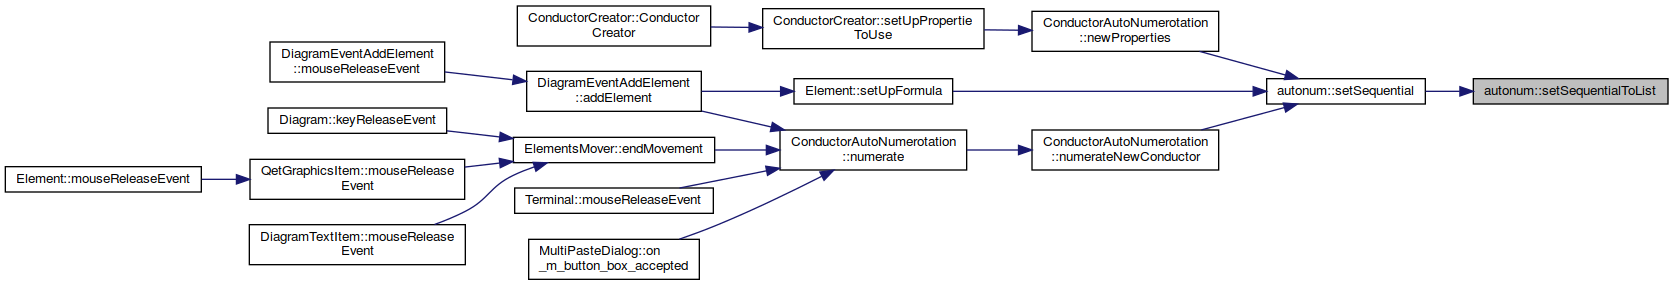 ConductorCreator::Conductor
Creator
ConductorCreator::setUpPropertie
ToUse
ConductorAutoNumerotation
::newProperties
DiagramEventAddElement
::mouseReleaseEvent
DiagramEventAddElement
::addElement
Element::setUpFormula
autonum::setSequential
autonum::setSequentialToList
Diagram::keyReleaseEvent
ElementsMover::endMovement
ConductorAutoNumerotation
::numerate
ConductorAutoNumerotation
::numerateNewConductor
Element::mouseReleaseEvent
QetGraphicsItem::mouseRelease
Event
Terminal::mouseReleaseEvent
DiagramTextItem::mouseRelease
Event
MultiPasteDialog::on
_m_button_box_accepted